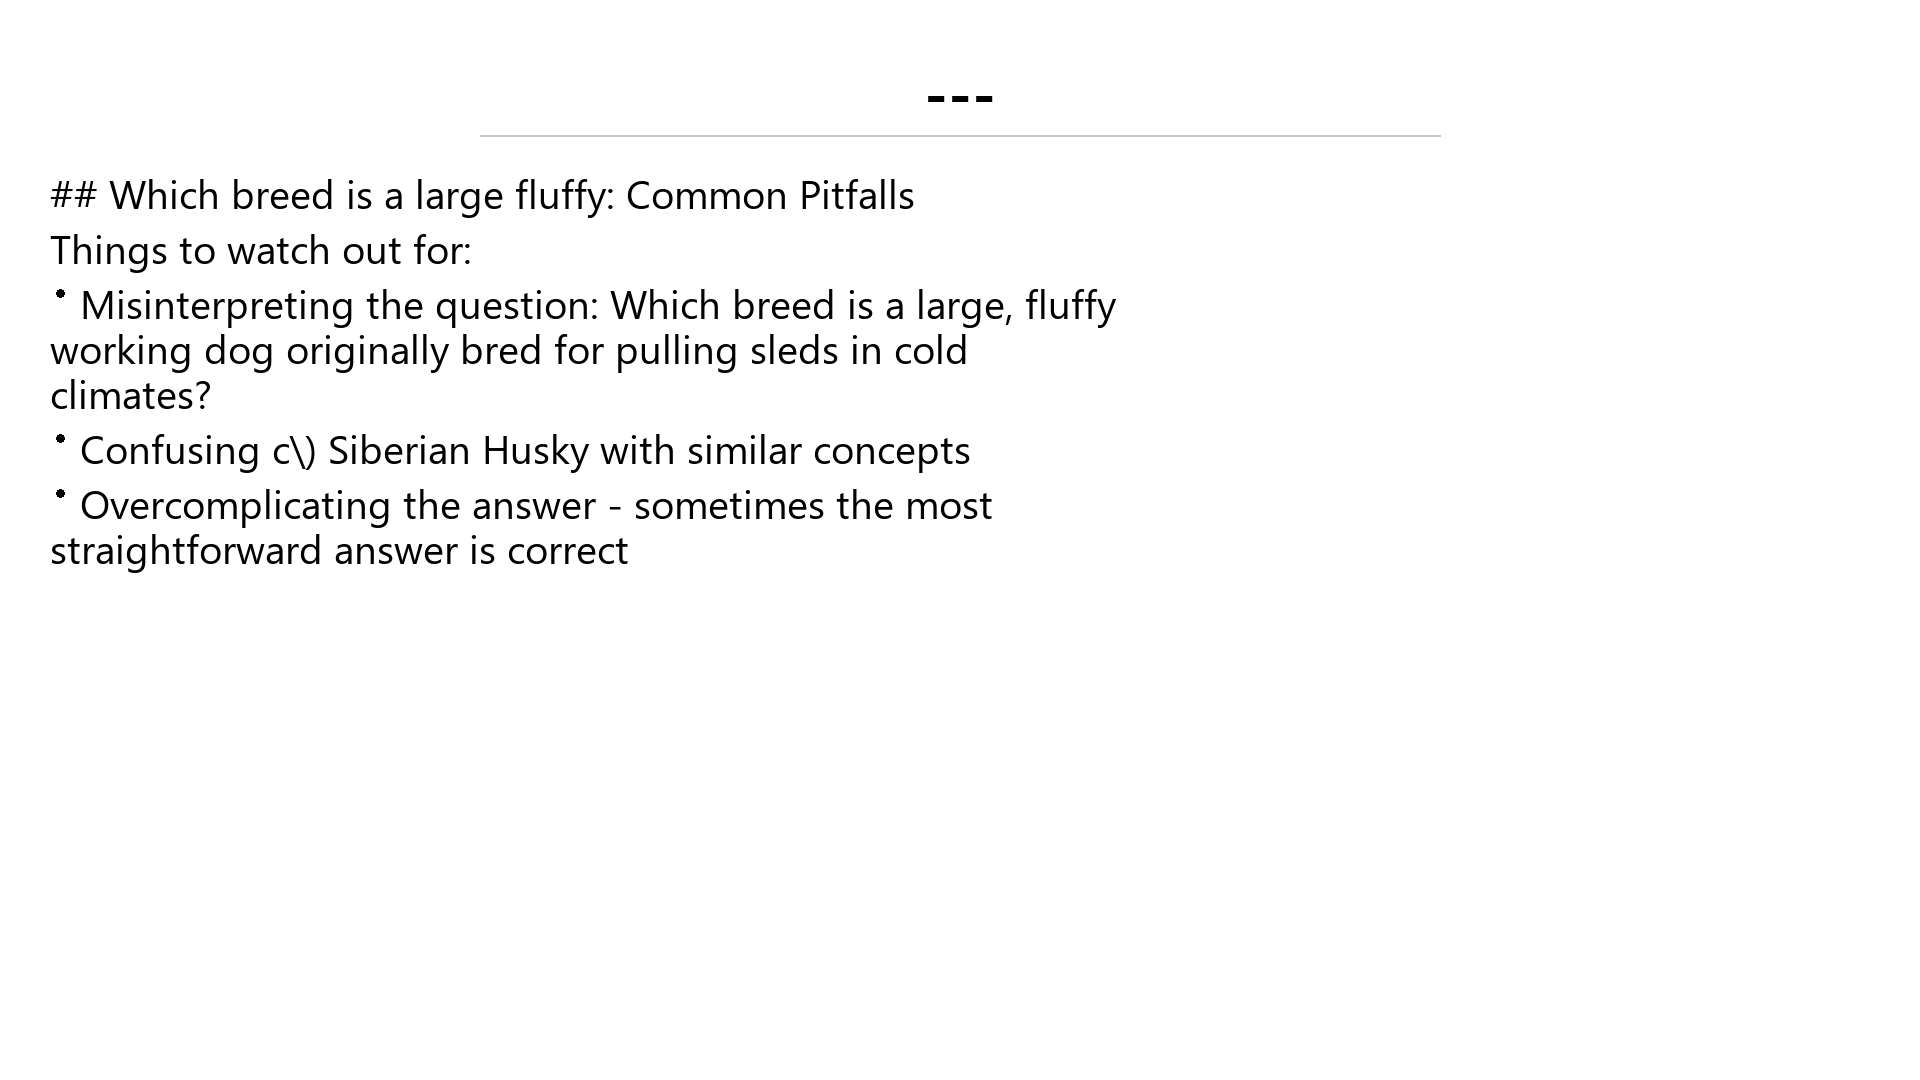 ---
## Which breed is a large fluffy: Common Pitfalls
Things to watch out for:
• Misinterpreting the question: Which breed is a large, fluffy
working dog originally bred for pulling sleds in cold
climates?
• Confusing c\) Siberian Husky with similar concepts
• Overcomplicating the answer - sometimes the most
straightforward answer is correct